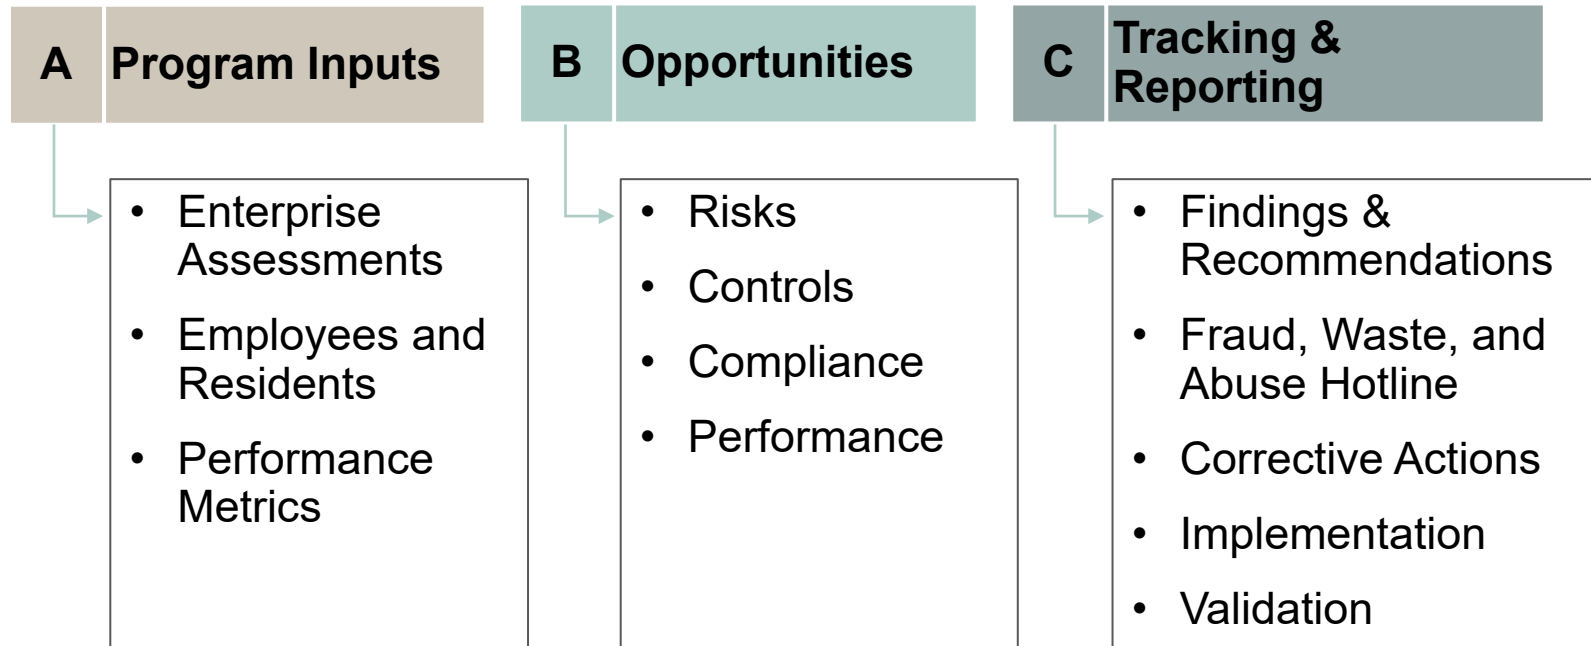 A Program Inputs
• Enterprise
Assessments
• Employees and
Residents
• Performance
Metrics
B Opportunities
• Risks
• Controls
• Compliance
• Performance
C Tracking &
Reporting
• Findings &
Recommendations
• Fraud, Waste, and
Abuse Hotline
• Corrective Actions
• Implementation
• Validation